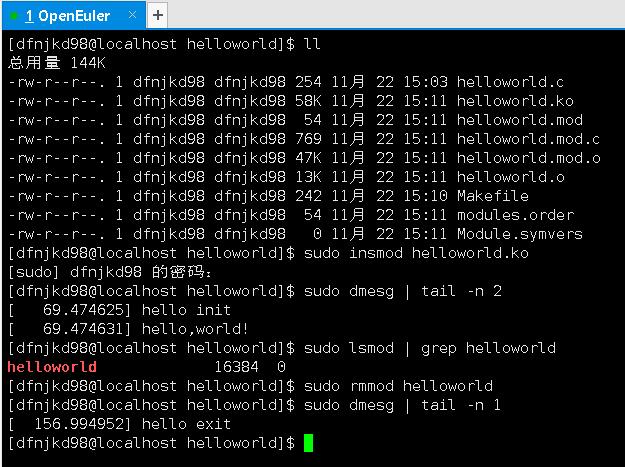 1 OpenEuler × +
[dfnjkd98@localhost helloworld]$ ll
总用量 144K
-rw-r--r--. 1 dfnjkd98 dfnjkd98 254 11月 22 15:03 helloworld.c
-rw-r--r--. 1 dfnjkd98 dfnjkd98 58K 11月 22 15:11 helloworld.ko
-rw-r--r--. 1 dfnjkd98 dfnjkd98  54 11月 22 15:11 helloworld.mod
-rw-r--r--. 1 dfnjkd98 dfnjkd98 769 11月 22 15:11 helloworld.mod.c
-rw-r--r--. 1 dfnjkd98 dfnjkd98 47K 11月 22 15:11 helloworld.mod.o
-rw-r--r--. 1 dfnjkd98 dfnjkd98 13K 11月 22 15:11 helloworld.o
-rw-r--r--. 1 dfnjkd98 dfnjkd98 242 11月 22 15:10 Makefile
-rw-r--r--. 1 dfnjkd98 dfnjkd98  54 11月 22 15:11 modules.order
-rw-r--r--. 1 dfnjkd98 dfnjkd98   0 11月 22 15:11 Module.symvers
[dfnjkd98@localhost helloworld]$ sudo insmod helloworld.ko
[sudo] dfnjkd98 的密码：
[dfnjkd98@localhost helloworld]$ sudo dmesg | tail -n 2
[   69.474625] hello init
[   69.474631] hello,world!
[dfnjkd98@localhost helloworld]$ sudo lsmod | grep helloworld
helloworld             16384  0
[dfnjkd98@localhost helloworld]$ sudo rmmod helloworld
[dfnjkd98@localhost helloworld]$ sudo dmesg | tail -n 1
[  156.994952] hello exit
[dfnjkd98@localhost helloworld]$